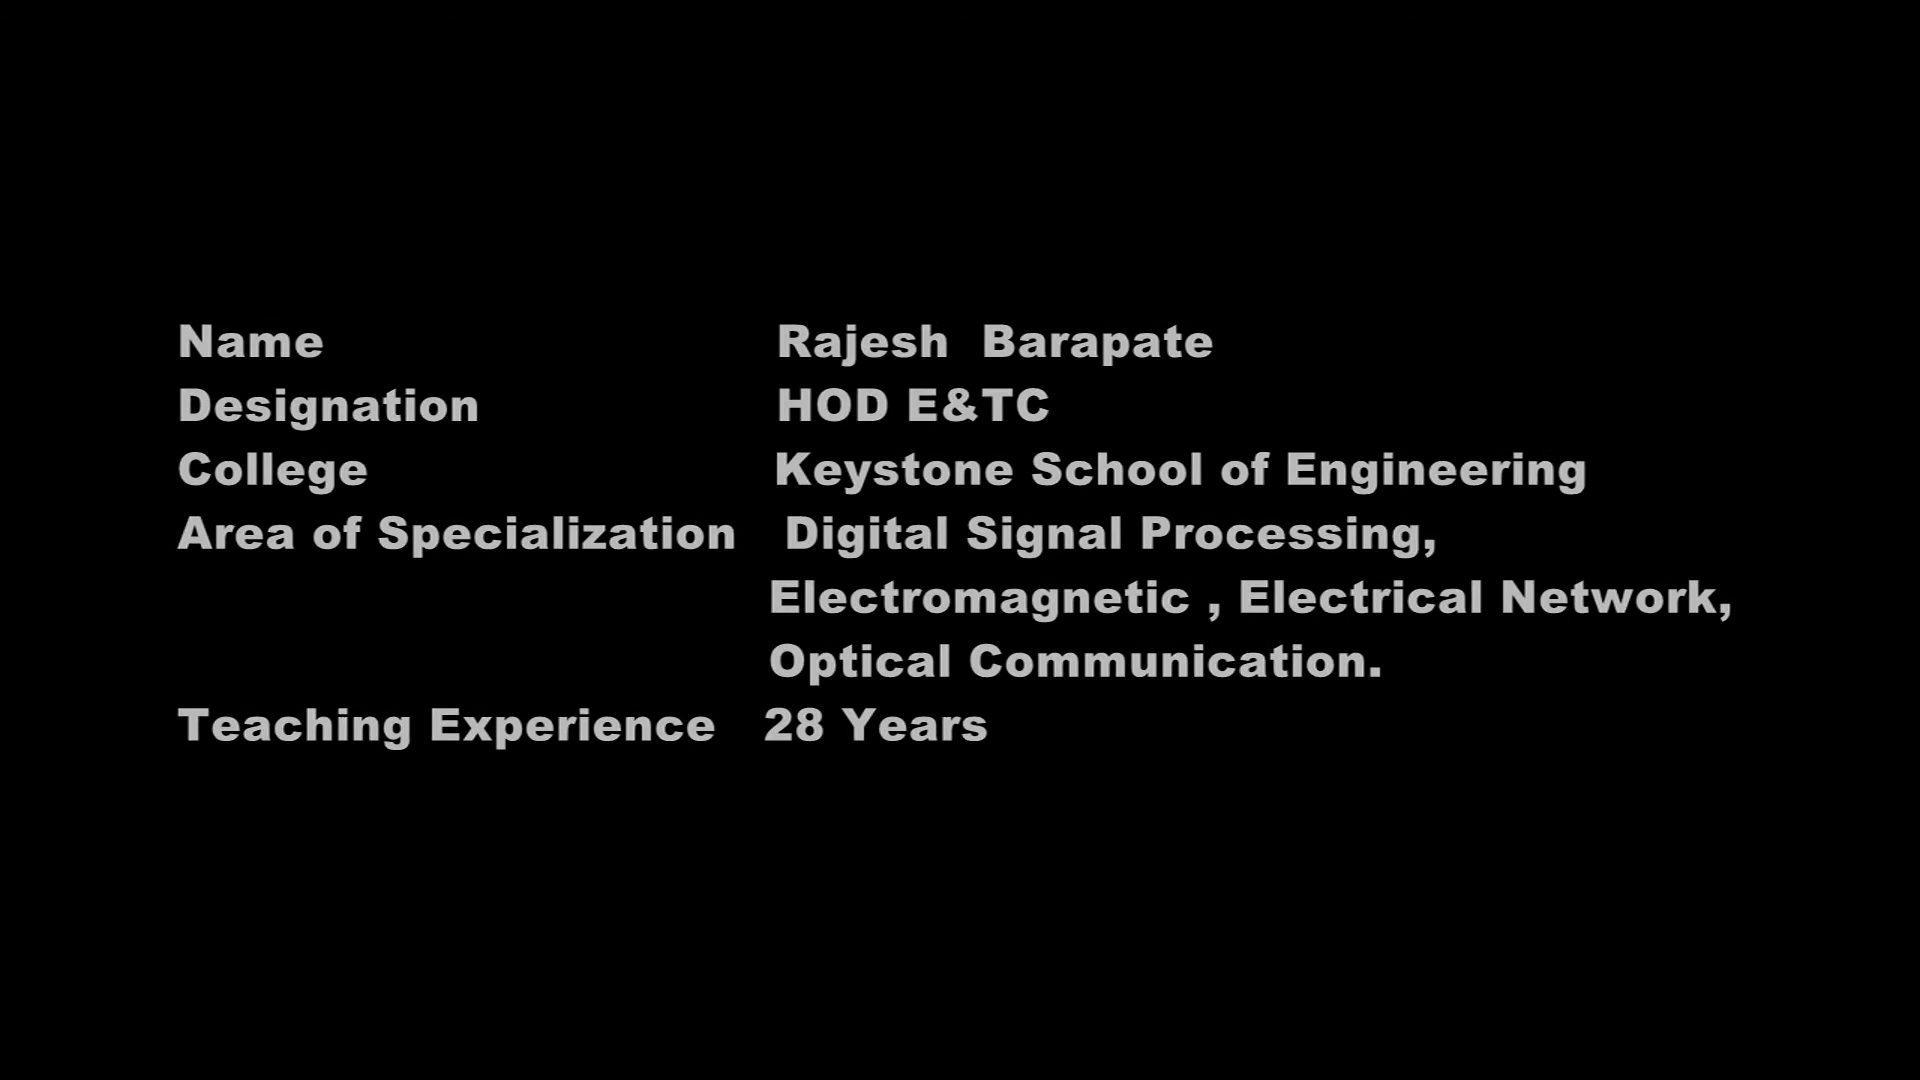 Name Rajesh Barapate
Designation HOD E&TC
College Keystone School of Engineering
Area of Specialization Digital Signal Processing,
Electromagnetic , Electrical Network,
Optical Communication.
Teaching Experience 28 Years